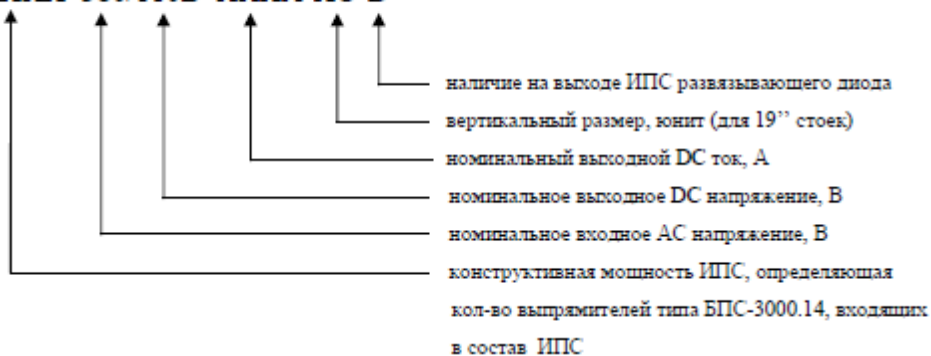 наличие на выходе ИПС развязывающего диода
вертикальный размер, юнит (для 19’’ стоек)
номинальный выходной DC ток, А
номинальное выходное DC напряжение, В
номинальное входное AC напряжение, В
конструктивная мощность ИПС, определяющая
кол-во выпрямителей типа БПС-3000.14, входящих
в состав ИПС